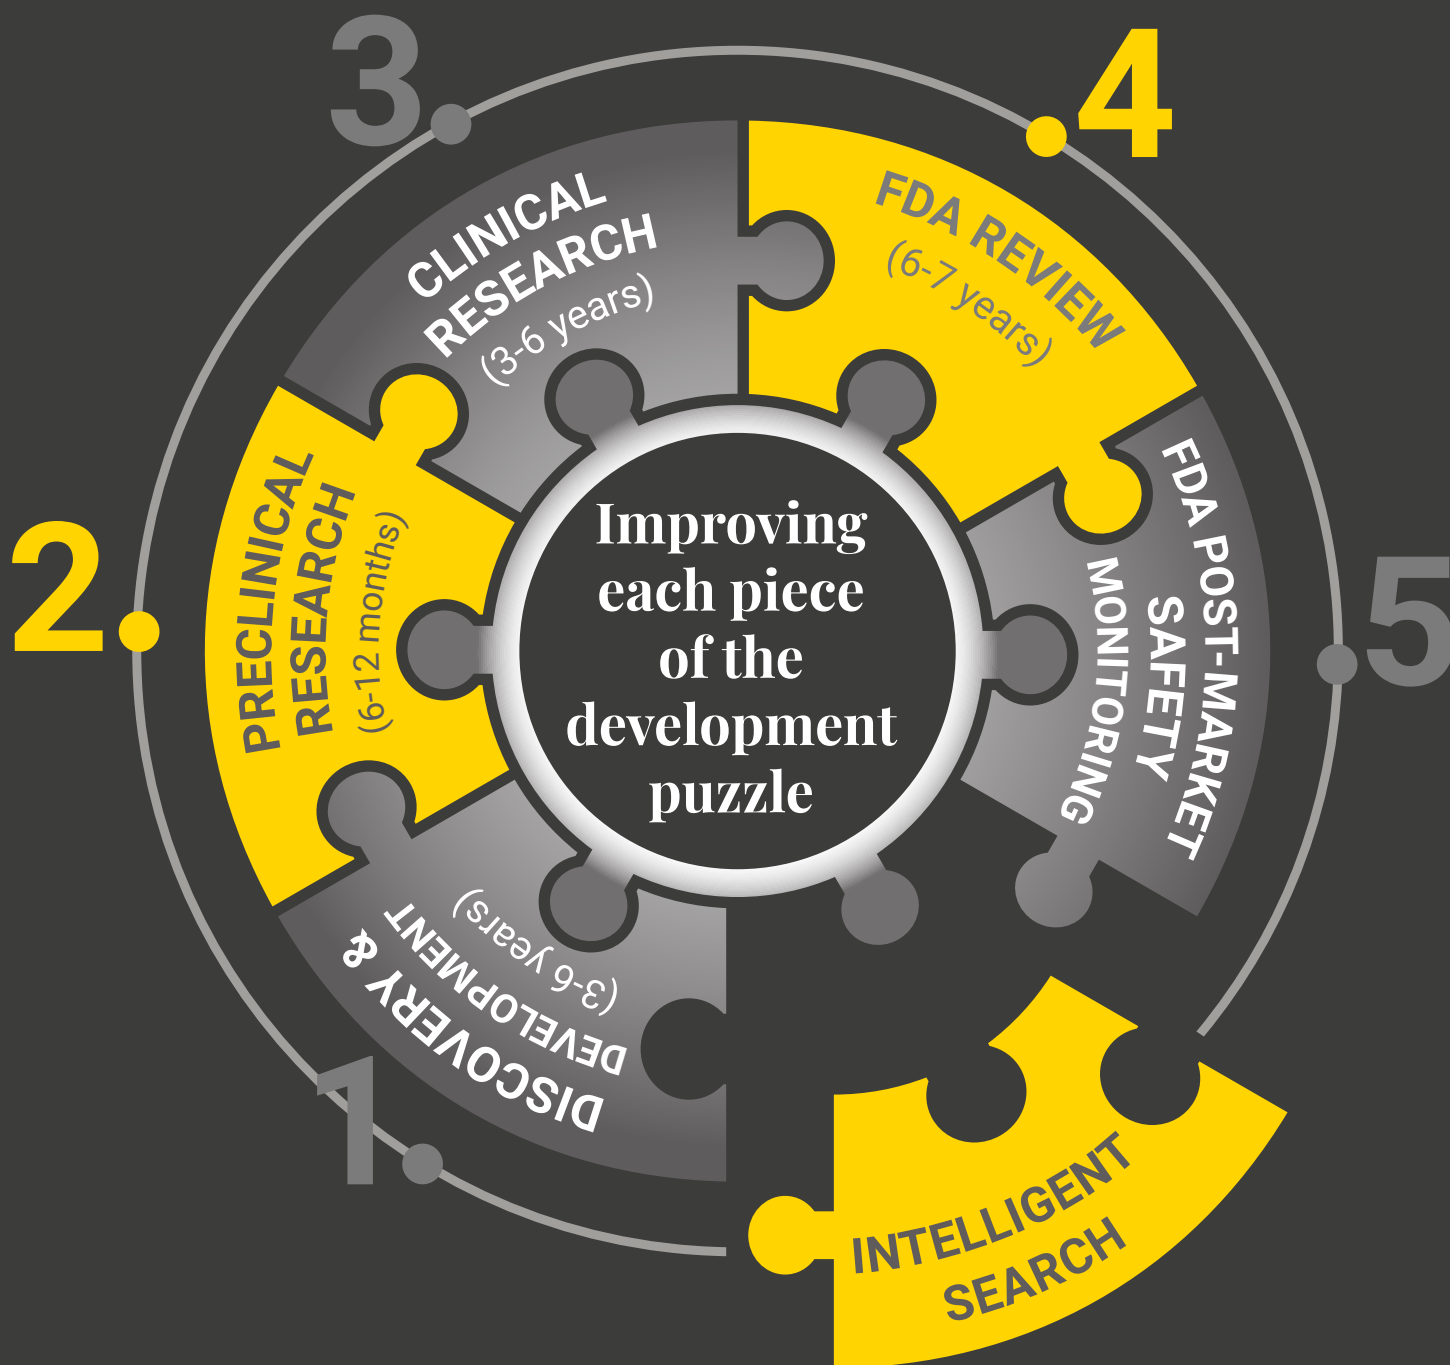 3
4
CLINICAL
RESEARCH
(3-6 years)
FDA REVIEW
(6-7 years)
2
PRECLINICAL
RESEARCH
(6-12 months)
Improving
each piece
of the
development
puzzle
FDA POST-MARKET
SAFETY
MONITORING
5
1
DISCOVERY &
DEVELOPMENT
(3-6 years)
INTELLIGENT
SEARCH